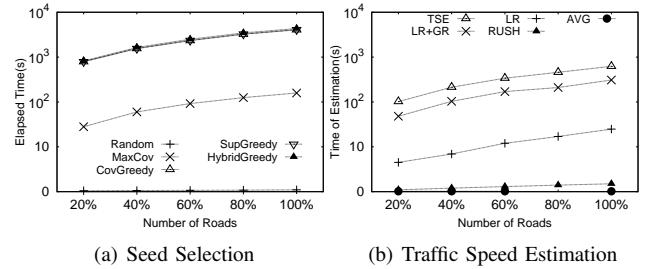 10^4
10^3
10^2
10
0
Elapsed Time(s)
Random
MaxCov
CovGreedy
SupGreedy
HybridGreedy
20% 40% 60% 80% 100%
Number of Roads
(a) Seed Selection
10^4
10^3
10^2
10
0
Time of Estimation(s)
TSE LR AVG
LR+GR RUSH
20% 40% 60% 80% 100%
Number of Roads
(b) Traffic Speed Estimation